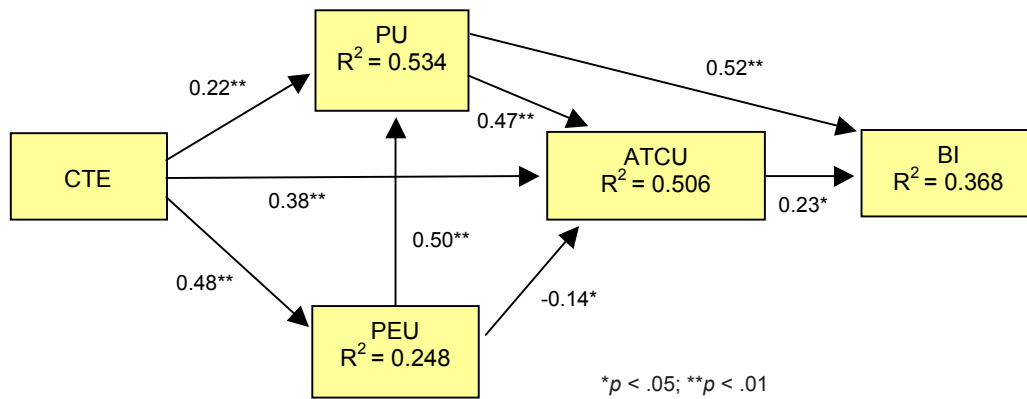 PU
R² = 0.534
0.52**
0.22**
0.47**
CTE
ATCU
R² = 0.506
BI
R² = 0.368
0.38**
0.23*
0.50**
0.48**
-0.14*
PEU
R² = 0.248
*p < .05; **p < .01